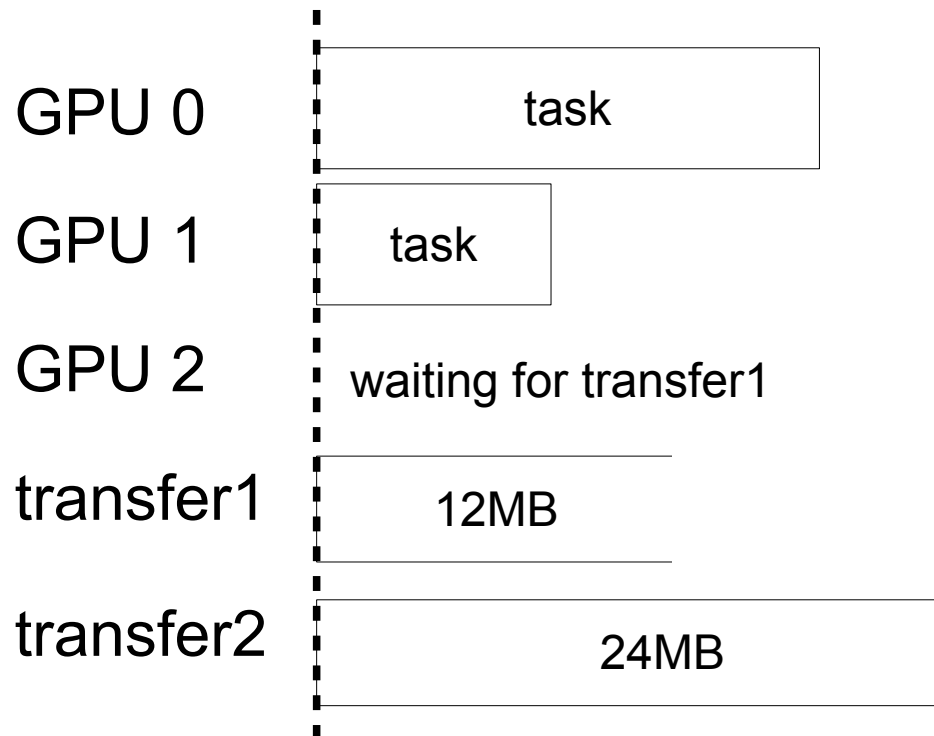 GPU 0
task
GPU 1
task
GPU 2
waiting for transfer1
transfer1
12MB
transfer2
24MB